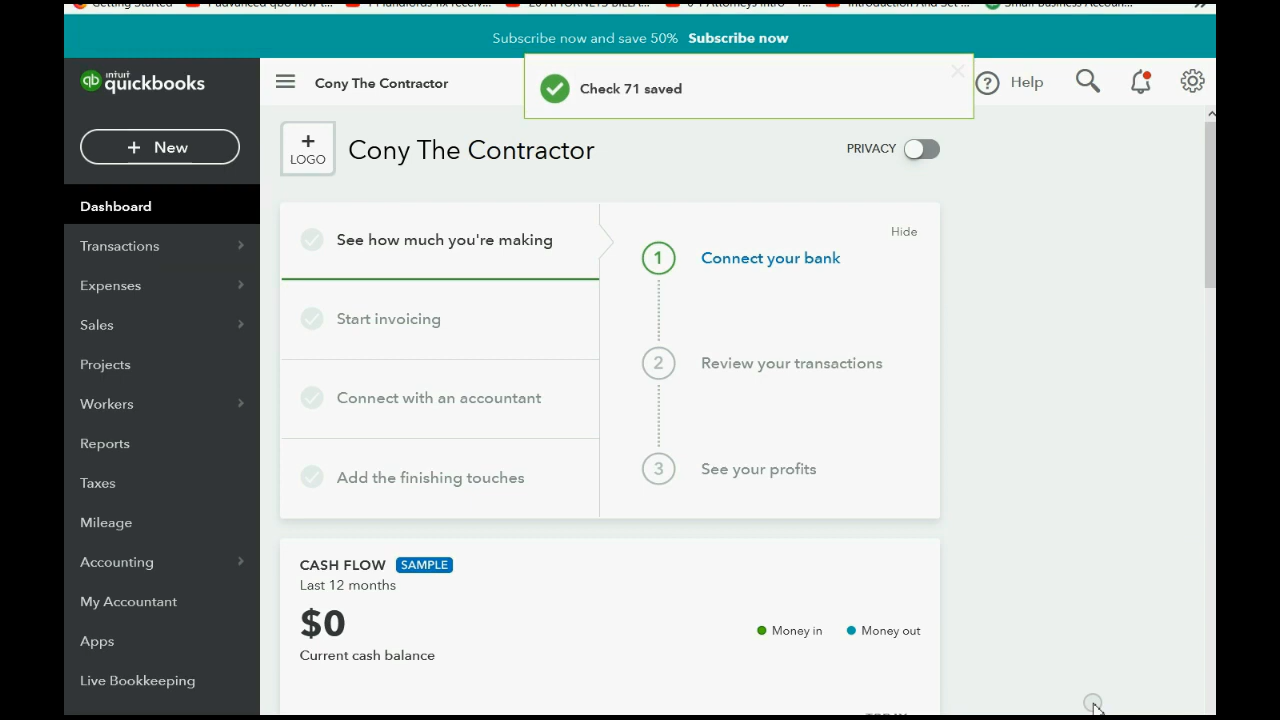 Getting Started
Subscribe now and save 50% Subscribe now
intuit quickbooks
Cony The Contractor
Check 71 saved
Help
+ New
+ LOGO
Cony The Contractor
PRIVACY
Dashboard
Transactions
Expenses
Sales
Projects
Workers
Reports
Taxes
Mileage
Accounting
My Accountant
Apps
Live Bookkeeping
See how much you're making
Start invoicing
Connect with an accountant
Add the finishing touches
Hide
1 Connect your bank
2 Review your transactions
3 See your profits
CASH FLOW SAMPLE
Last 12 months
$0
Current cash balance
Money in Money out